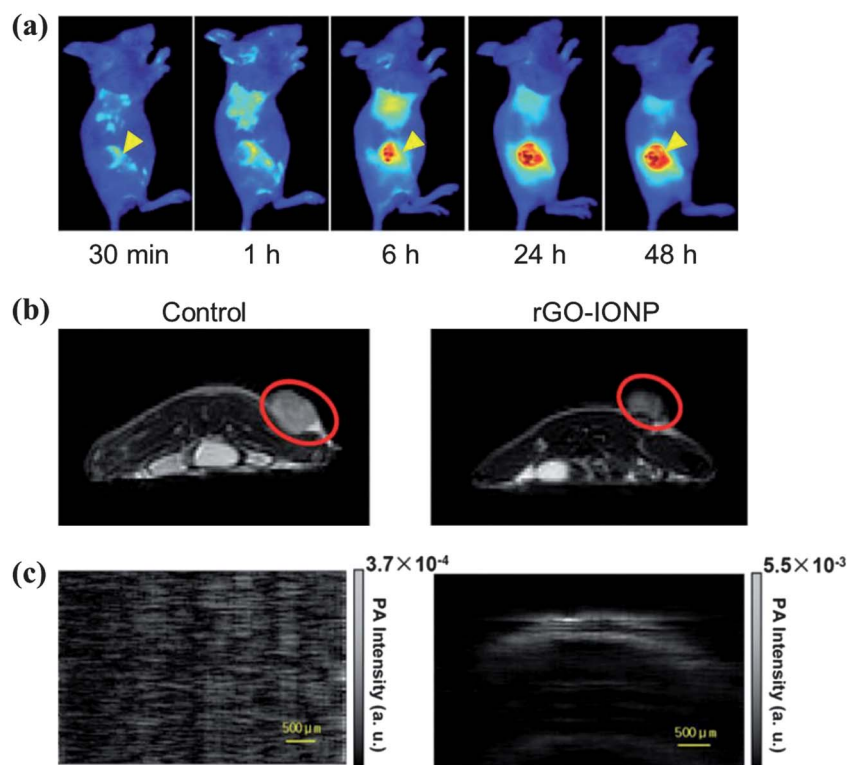 (a)
30 min 1 h 6 h 24 h 48 h
(b)
Control rGO-IONP
(c)
3.7×10-4
PA Intensity (a. u.)
500 μm
5.5×10-3
PA Intensity (a. u.)
500 μm